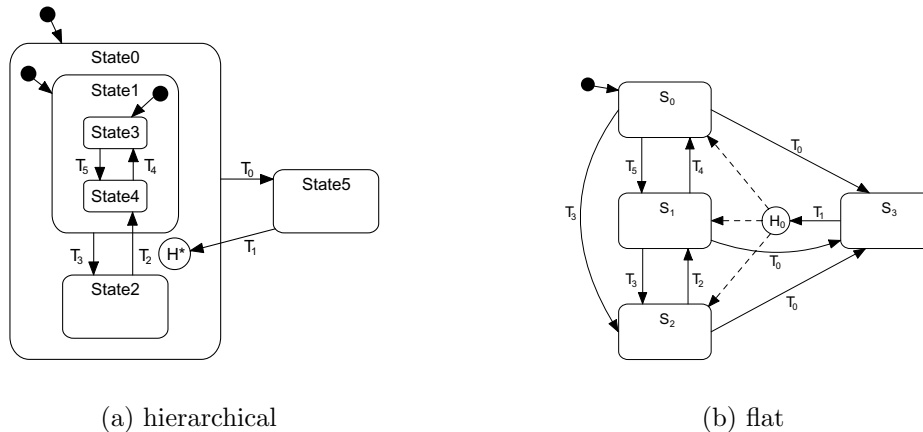 State0
State1
State3
T5
T4
State4
T0
State5
T3
T2
H*
T1
State2
(a) hierarchical
S0
T0
T5
T4
T3
S1
H0
T1
S3
T0
T3
T2
S2
T0
(b) flat